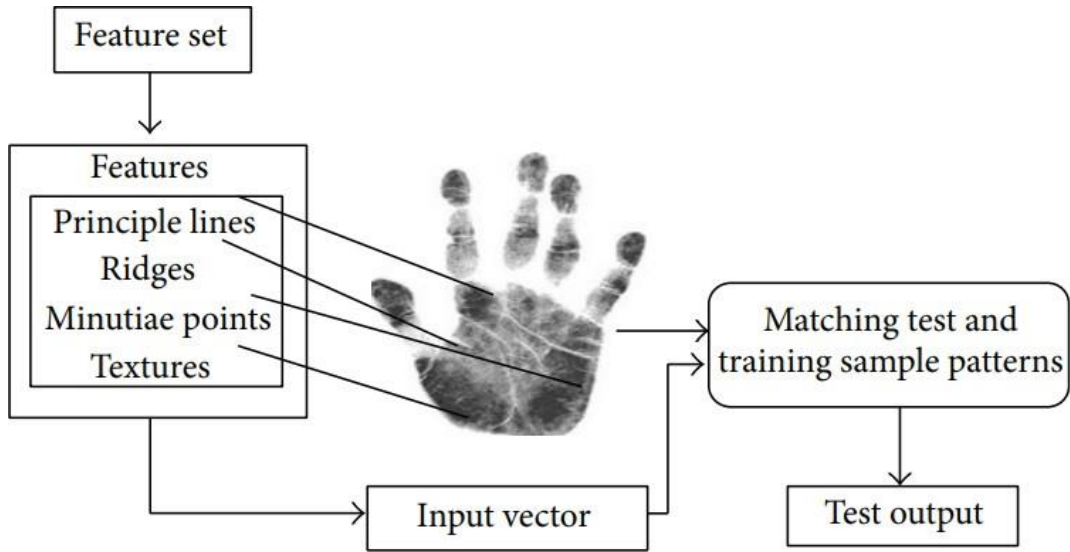 Feature set
Features
Principle lines
Ridges
Minutiae points
Textures
Matching test and
training sample patterns
Input vector
Test output